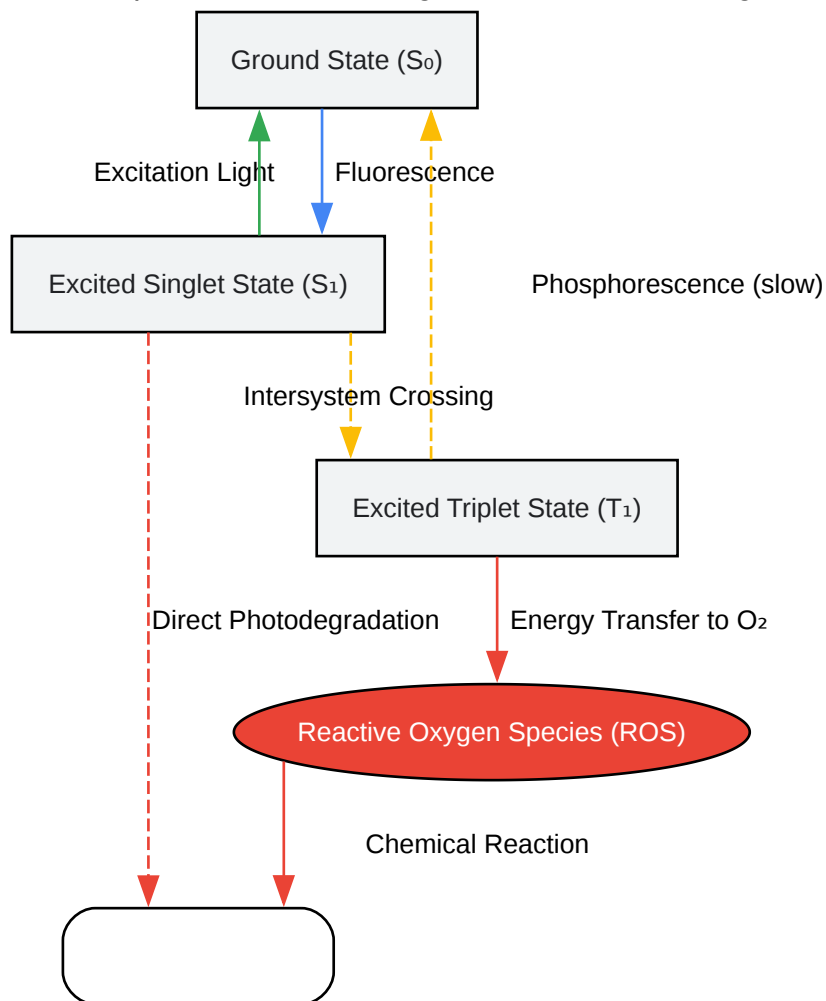 Ground State (S₀)
Excitation Light
Fluorescence
Excited Singlet State (S₁)
Phosphorescence (slow)
Intersystem Crossing
Excited Triplet State (T₁)
Direct Photodegradation
Energy Transfer to O₂
Reactive Oxygen Species (ROS)
Chemical Reaction